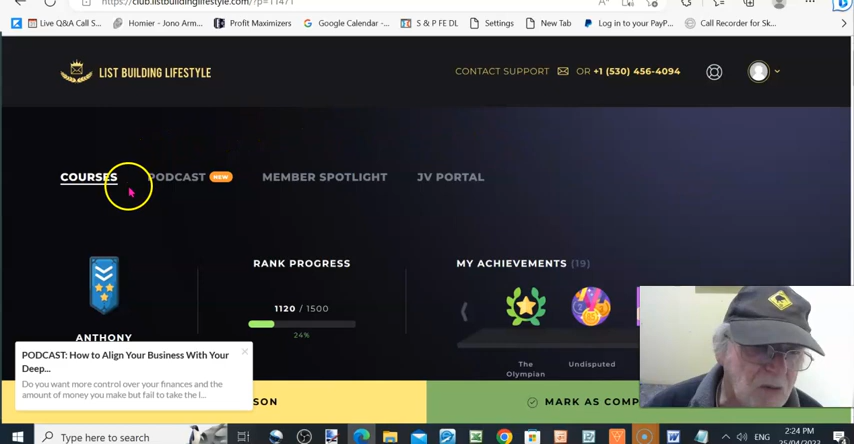 https://club.listbuildinglifestyle.com/?p=11471
Live Q&A Call S...
Homier - Jono Arm...
Profit Maximizers
Google Calendar -...
S & P FE DL
Settings
New Tab
Log in to your PayP...
Call Recorder for Sk...
LIST BUILDING LIFESTYLE
CONTACT SUPPORT OR +1 (530) 456-4094
COURSES
PODCAST NEW
MEMBER SPOTLIGHT
JV PORTAL
RANK PROGRESS
MY ACHIEVEMENTS (19)
1120 / 1500
24%
ANTHONY
The
Olympian
Undisputed
PODCAST: How to Align Your Business With Your
Deep...
Do you want more control over your finances and the
amount of money you make but fail to take the l...
SON
MARK AS COMP
Type here to search
ENG
2:24 PM
25/04/2023